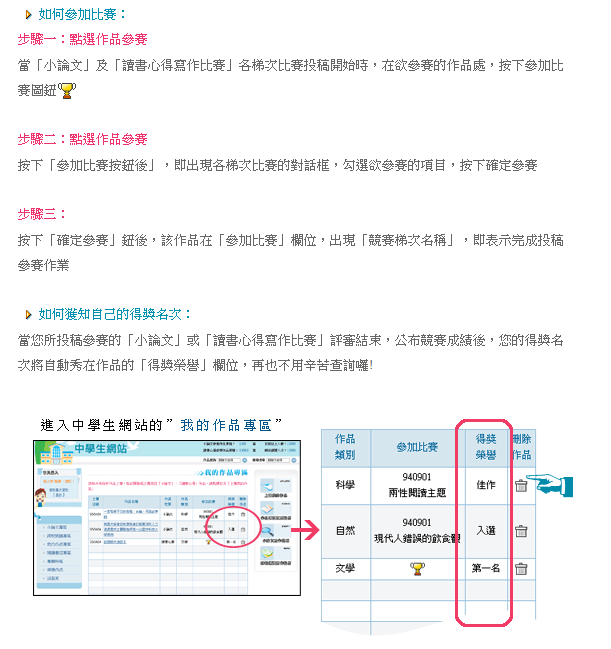 如何參加比賽：
步驟一：點選作品參賽
當「小論文」及「讀書心得寫作比賽」各梯次比賽投稿開始時，在欲參賽的作品處，按下參加比
賽圖鈕
步驟二：點選作品參賽
按下「參加比賽按鈕後」，即出現各梯次比賽的對話框，勾選欲參賽的項目，按下確定參賽
步驟三：
按下「確定參賽」鈕後，該作品在「參加比賽」欄位，出現「競賽梯次名稱」，即表示完成投稿
參賽作業
如何獲知自己的得獎名次：
當您所投稿參賽的「小論文」或「讀書心得寫作比賽」評審結束，公布競賽成績後，您的得獎名
次將自動秀在作品的「得獎榮譽」欄位，再也不用辛苦查詢囉!
進入中學生網站的”我的作品專區”
中學生網站
我的作品專區
作品 類別 參加比賽 得獎 榮譽 刪除 作品
科學 940901 兩性閱讀主題 佳作
自然 940901 現代人錯誤的飲食觀 入選
文學 第一名